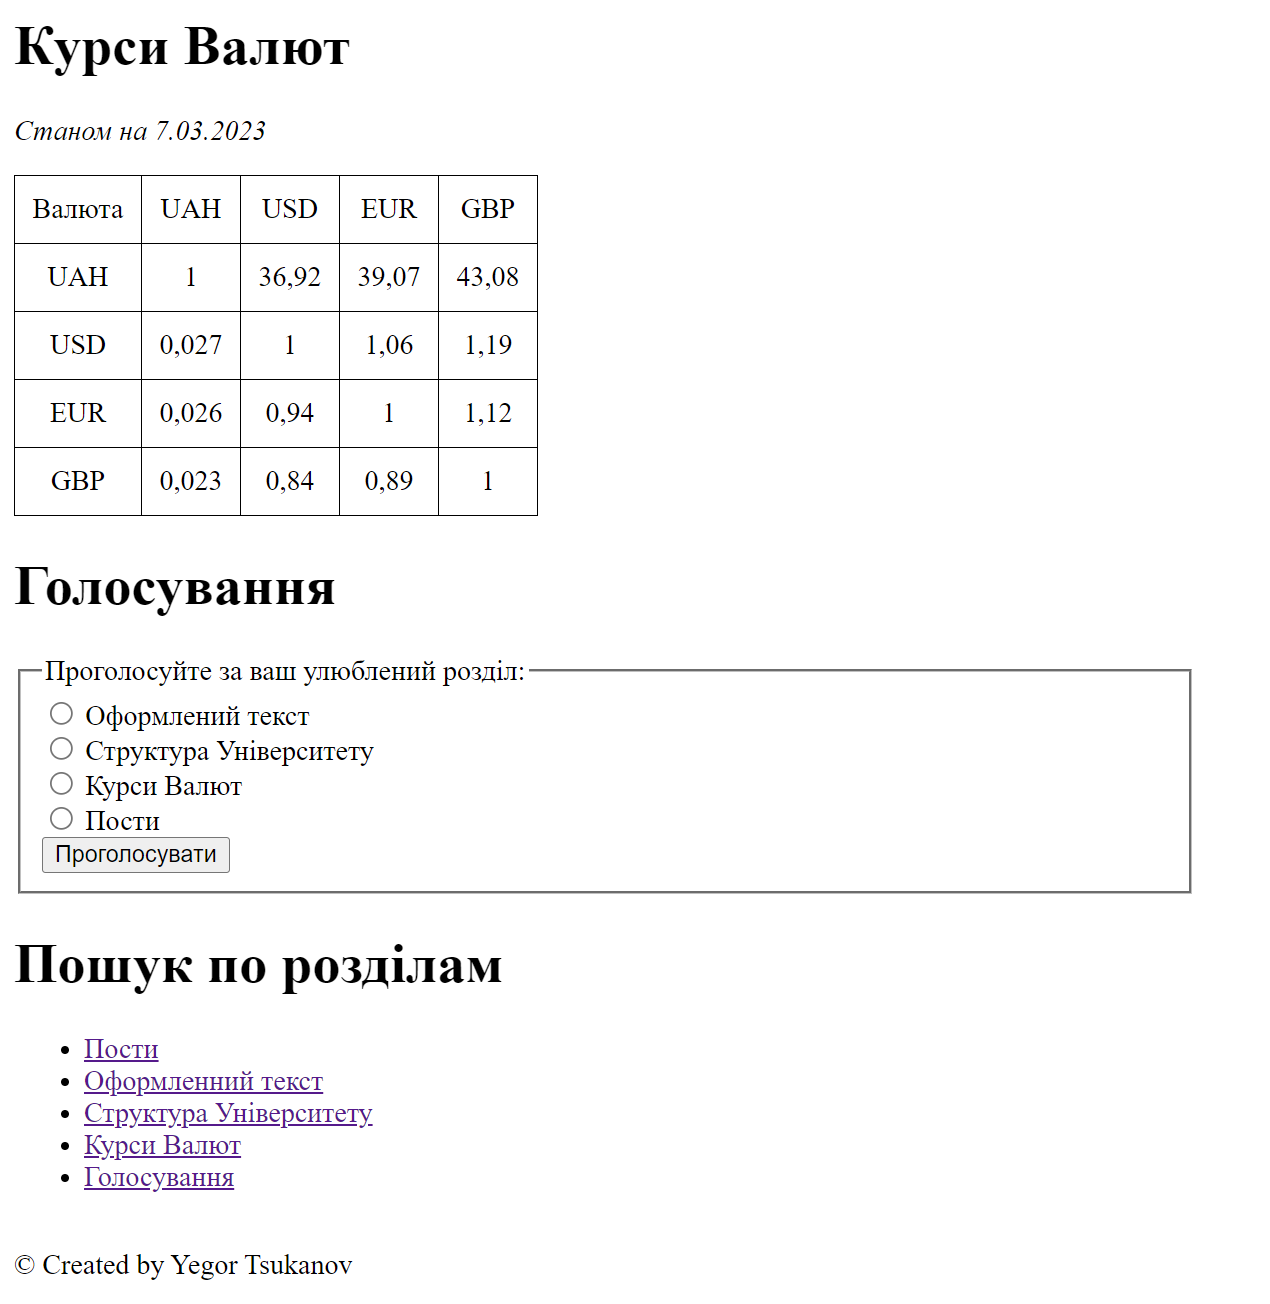 Курси Валют
Станом на 7.03.2023
Валюта UAH USD EUR GBP
UAH 1 36,92 39,07 43,08
USD 0,027 1 1,06 1,19
EUR 0,026 0,94 1 1,12
GBP 0,023 0,84 0,89 1
Голосування
Проголосуйте за ваш улюблений розділ:
Оформлений текст
Структура Університету
Курси Валют
Пости
Проголосувати
Пошук по розділам
Пости
Оформленний текст
Структура Університету
Курси Валют
Голосування
© Created by Yegor Tsukanov